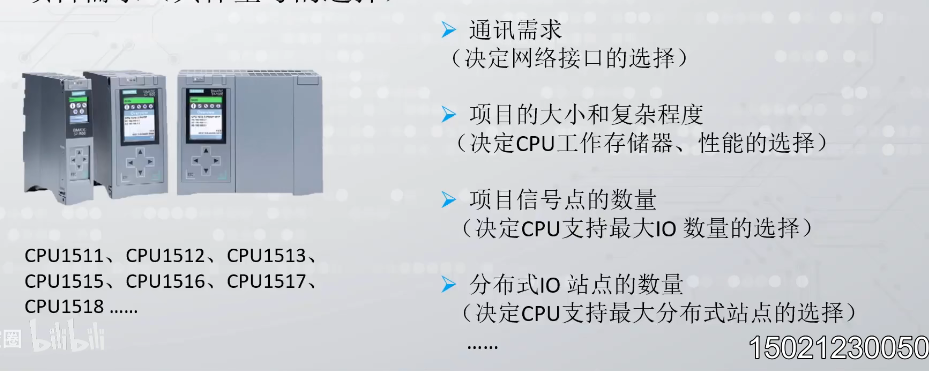 通讯需求
（决定网络接口的选择）
项目的大小和复杂程度
（决定CPU工作存储器、性能的选择）
项目信号点的数量
（决定CPU支持最大IO 数量的选择）
分布式IO 站点的数量
（决定CPU支持最大分布式站点的选择）
......
CPU1511、CPU1512、CPU1513、
CPU1515、CPU1516、CPU1517、
CPU1518 ......
圈 bilibili
15021230050